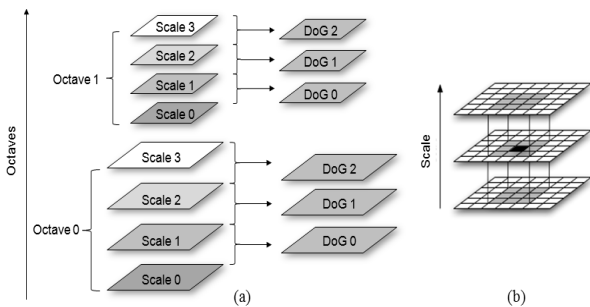 Octaves
Octave 1
Scale 3
Scale 2
Scale 1
Scale 0
DoG 2
DoG 1
DoG 0
Octave 0
Scale 3
Scale 2
Scale 1
Scale 0
DoG 2
DoG 1
DoG 0
(a)
Scale
(b)